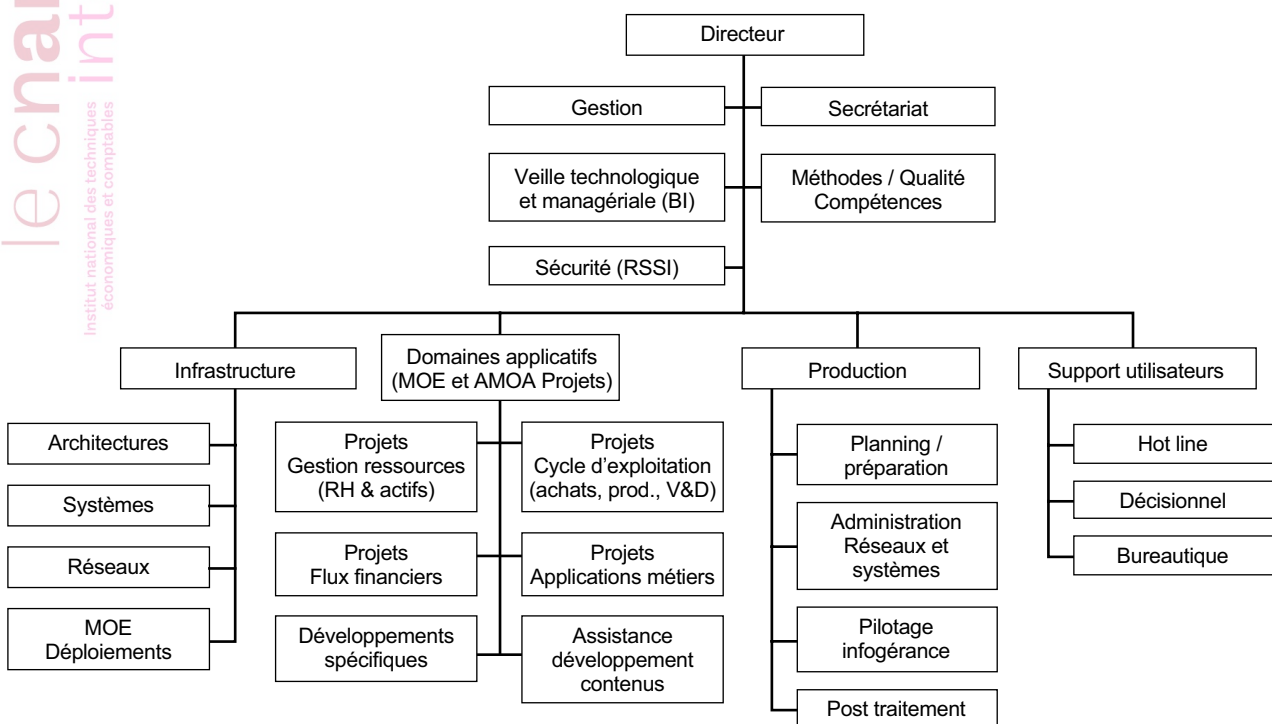 le cnam
int
Institut national des techniques
économiques et comptables
Directeur
Gestion
Secrétariat
Veille technologique
et managériale (BI)
Méthodes / Qualité
Compétences
Sécurité (RSSI)
Infrastructure
Domaines applicatifs
(MOE et AMOA Projets)
Production
Support utilisateurs
Architectures
Systèmes
Réseaux
MOE
Déploiements
Projets
Gestion ressources
(RH & actifs)
Projets
Cycle d'exploitation
(achats, prod., V&D)
Projets
Flux financiers
Projets
Applications métiers
Développements
spécifiques
Assistance
développement
contenus
Planning /
préparation
Administration
Réseaux et
systèmes
Pilotage
infogérance
Post traitement
Hot line
Décisionnel
Bureautique